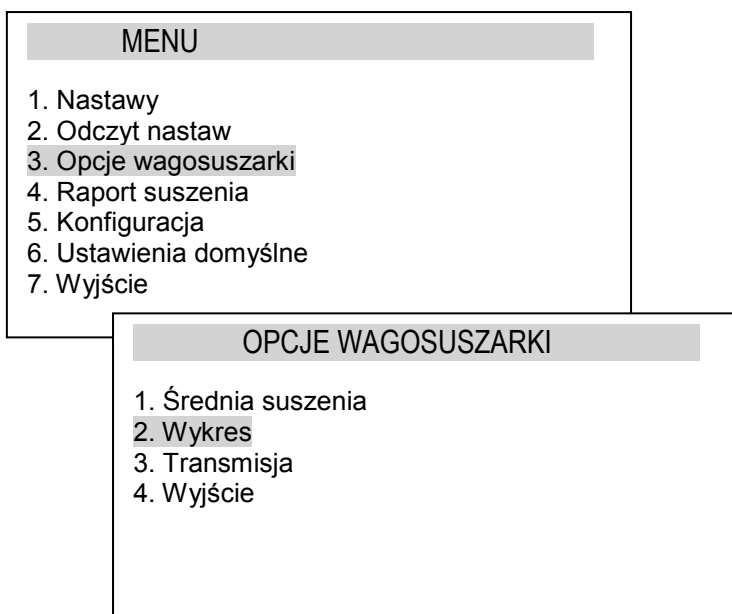 MENU
1. Nastawy
2. Odczyt nastaw
3. Opcje wagosuszarki
4. Raport suszenia
5. Konfiguracja
6. Ustawienia domyślne
7. Wyjście
OPCJE WAGOSUSZARKI
1. Średnia suszenia
2. Wykres
3. Transmisja
4. Wyjście